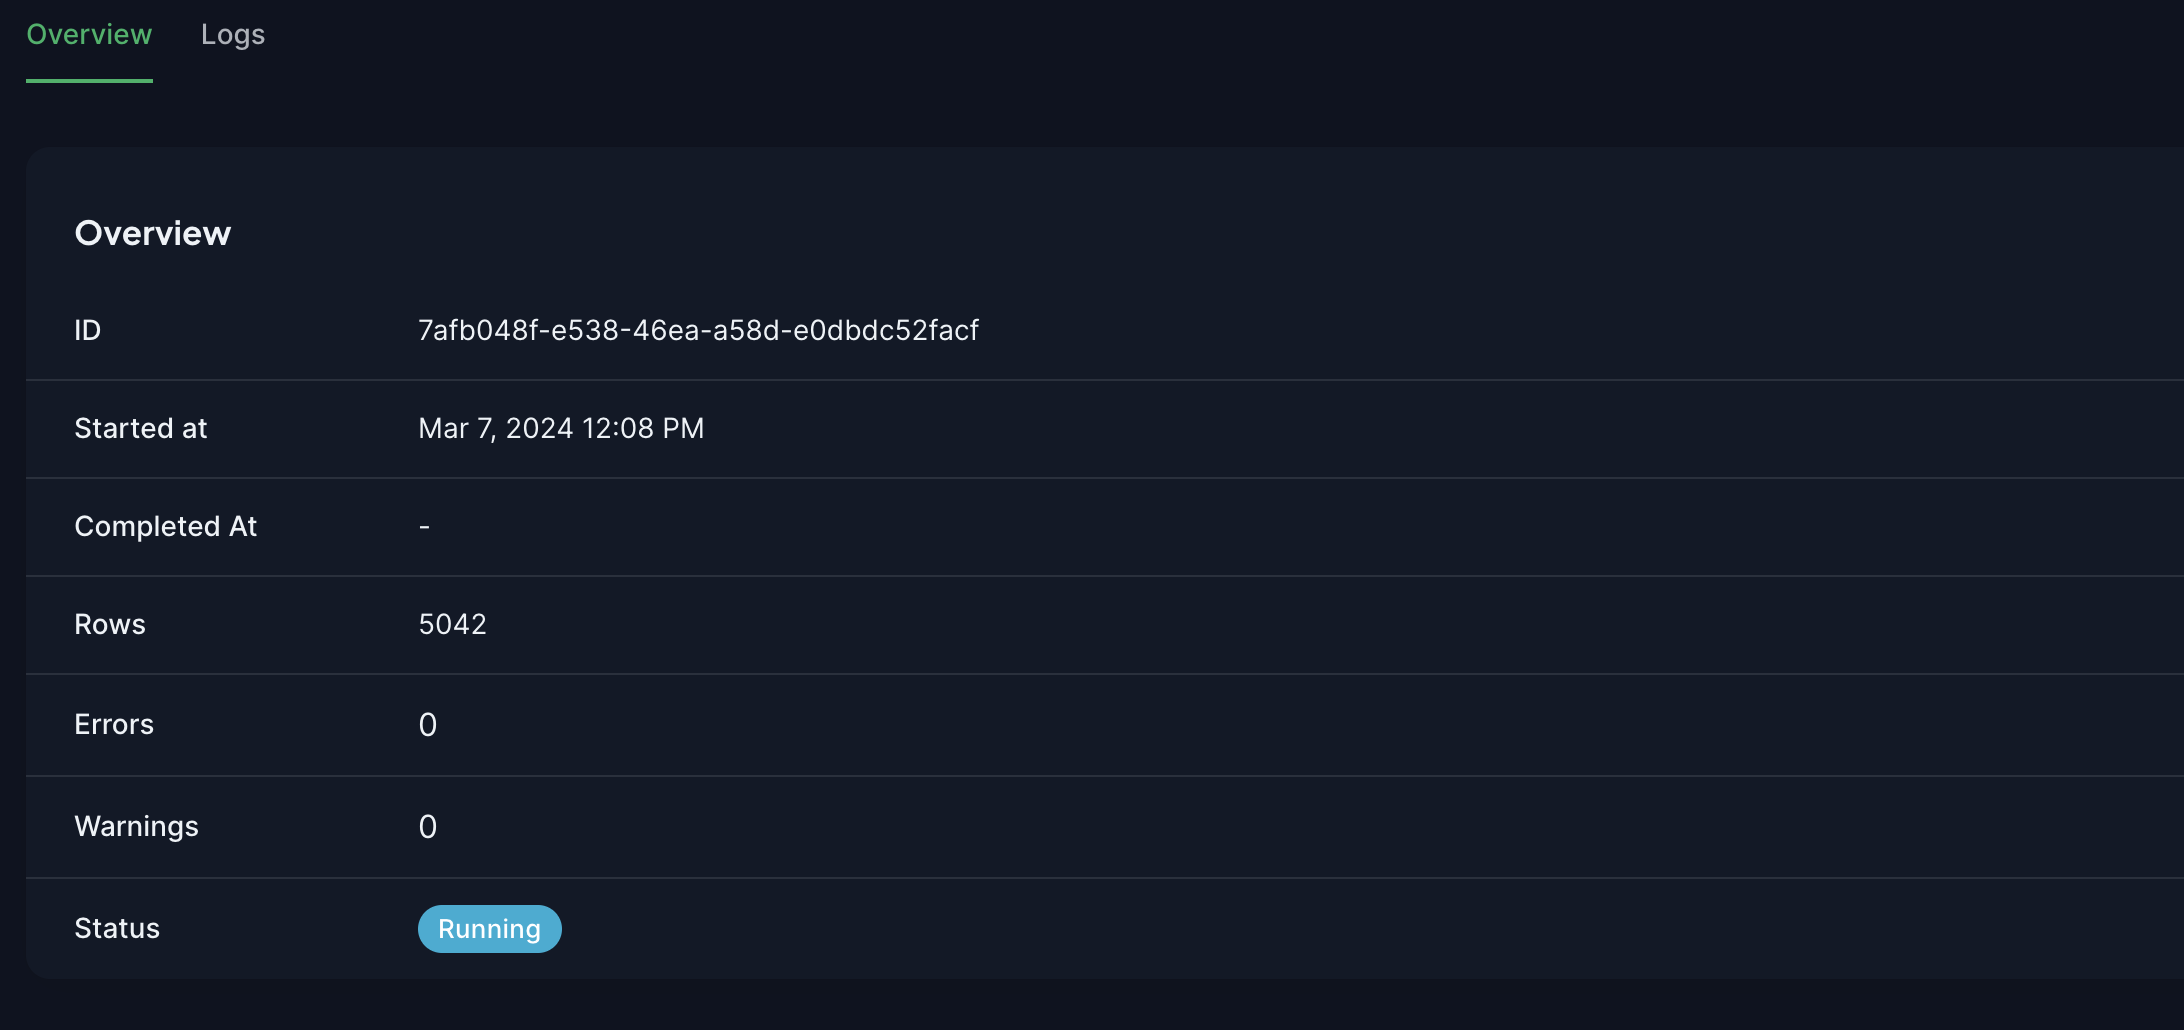 Overview Logs
Overview
ID 7afb048f-e538-46ea-a58d-e0dbdc52facf
Started at Mar 7, 2024 12:08 PM
Completed At -
Rows 5042
Errors 0
Warnings 0
Status Running